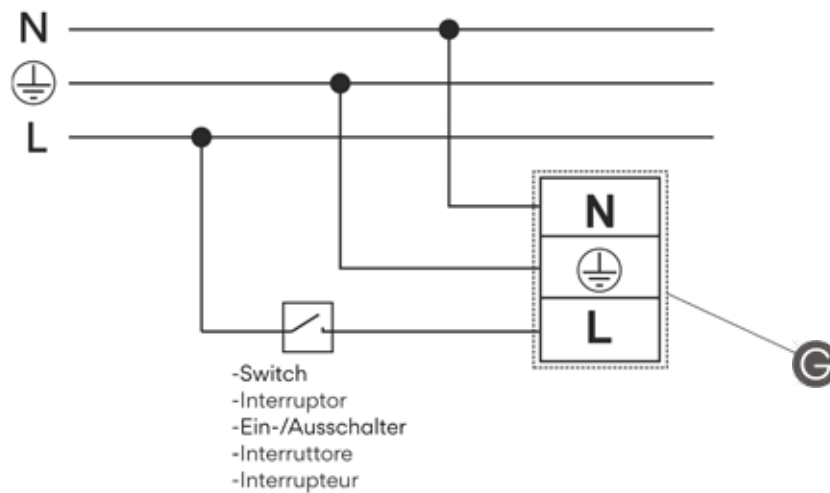 N
L
N
L
G
-Switch
-Interruptor
-Ein-/Ausschalter
-Interruttore
-Interrupteur